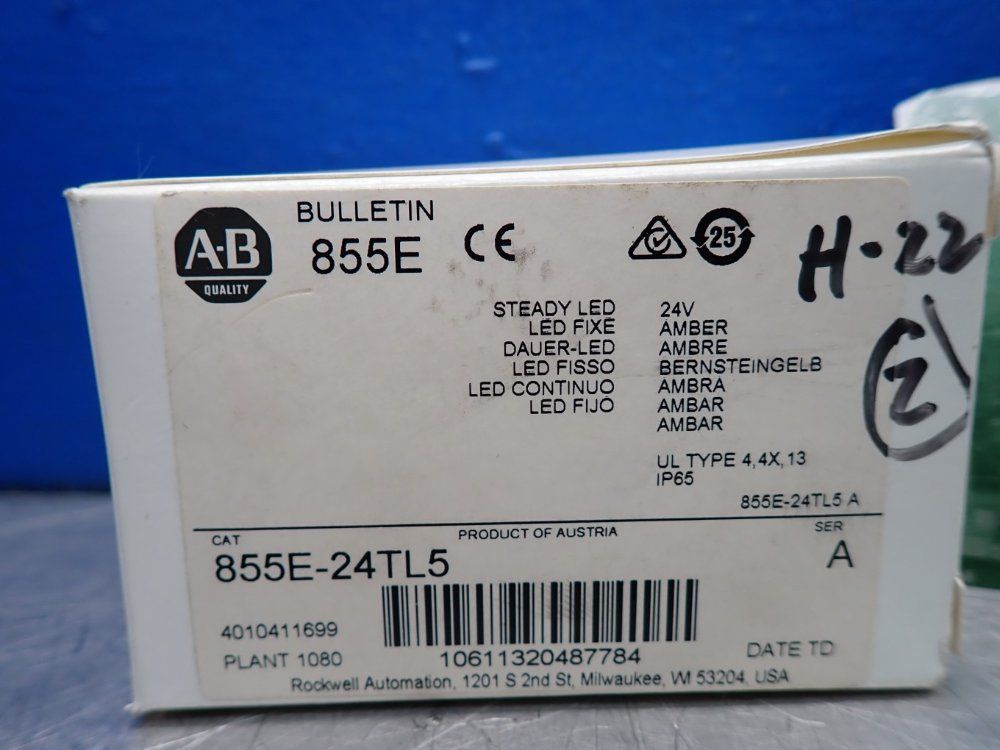 A-B
QUALITY
BULLETIN
855E
CE
25
H-22
2
STEADY LED 24V
LED FIXE AMBER
DAUER-LED AMBRE
LED FISSO BERNSTEINGELB
LED CONTINUO AMBRA
LED FIJO AMBAR
AMBAR
UL TYPE 4,4X,13
IP65
855E-24TL5 A
CAT PRODUCT OF AUSTRIA SER
855E-24TL5 A
4010411699
PLANT 1080 10611320487784 DATE TD
Rockwell Automation, 1201 S 2nd St, Milwaukee, WI 53204, USA